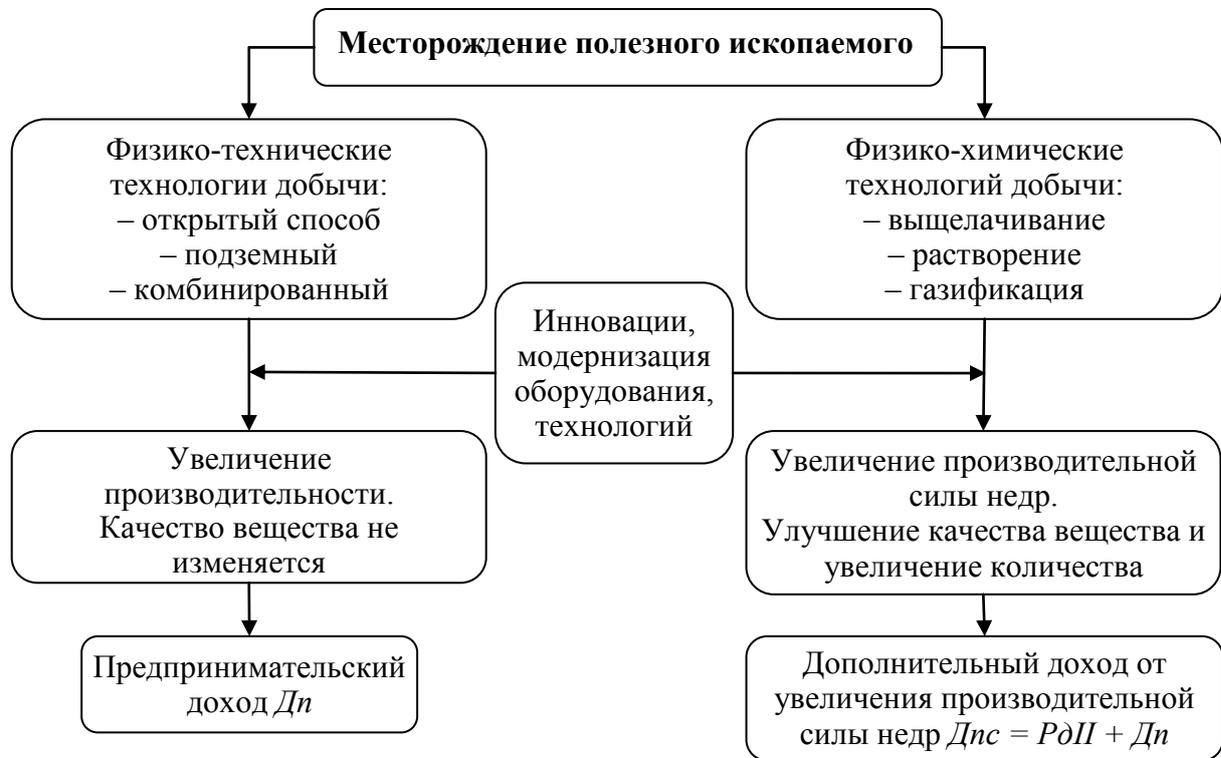 Месторождение полезного ископаемого
Физико-технические
технологии добычи:
– открытый способ
– подземный
– комбинированный
Физико-химические
технологий добычи:
– выщелачивание
– растворение
– газификация
Инновации,
модернизация
оборудования,
технологий
Увеличение
производительности.
Качество вещества не
изменяется
Увеличение производительной
силы недр.
Улучшение качества вещества и
увеличение количества
Предпринимательский
доход Дп
Дополнительный доход от
увеличения производительной
силы недр Дпс = РдII + Дп